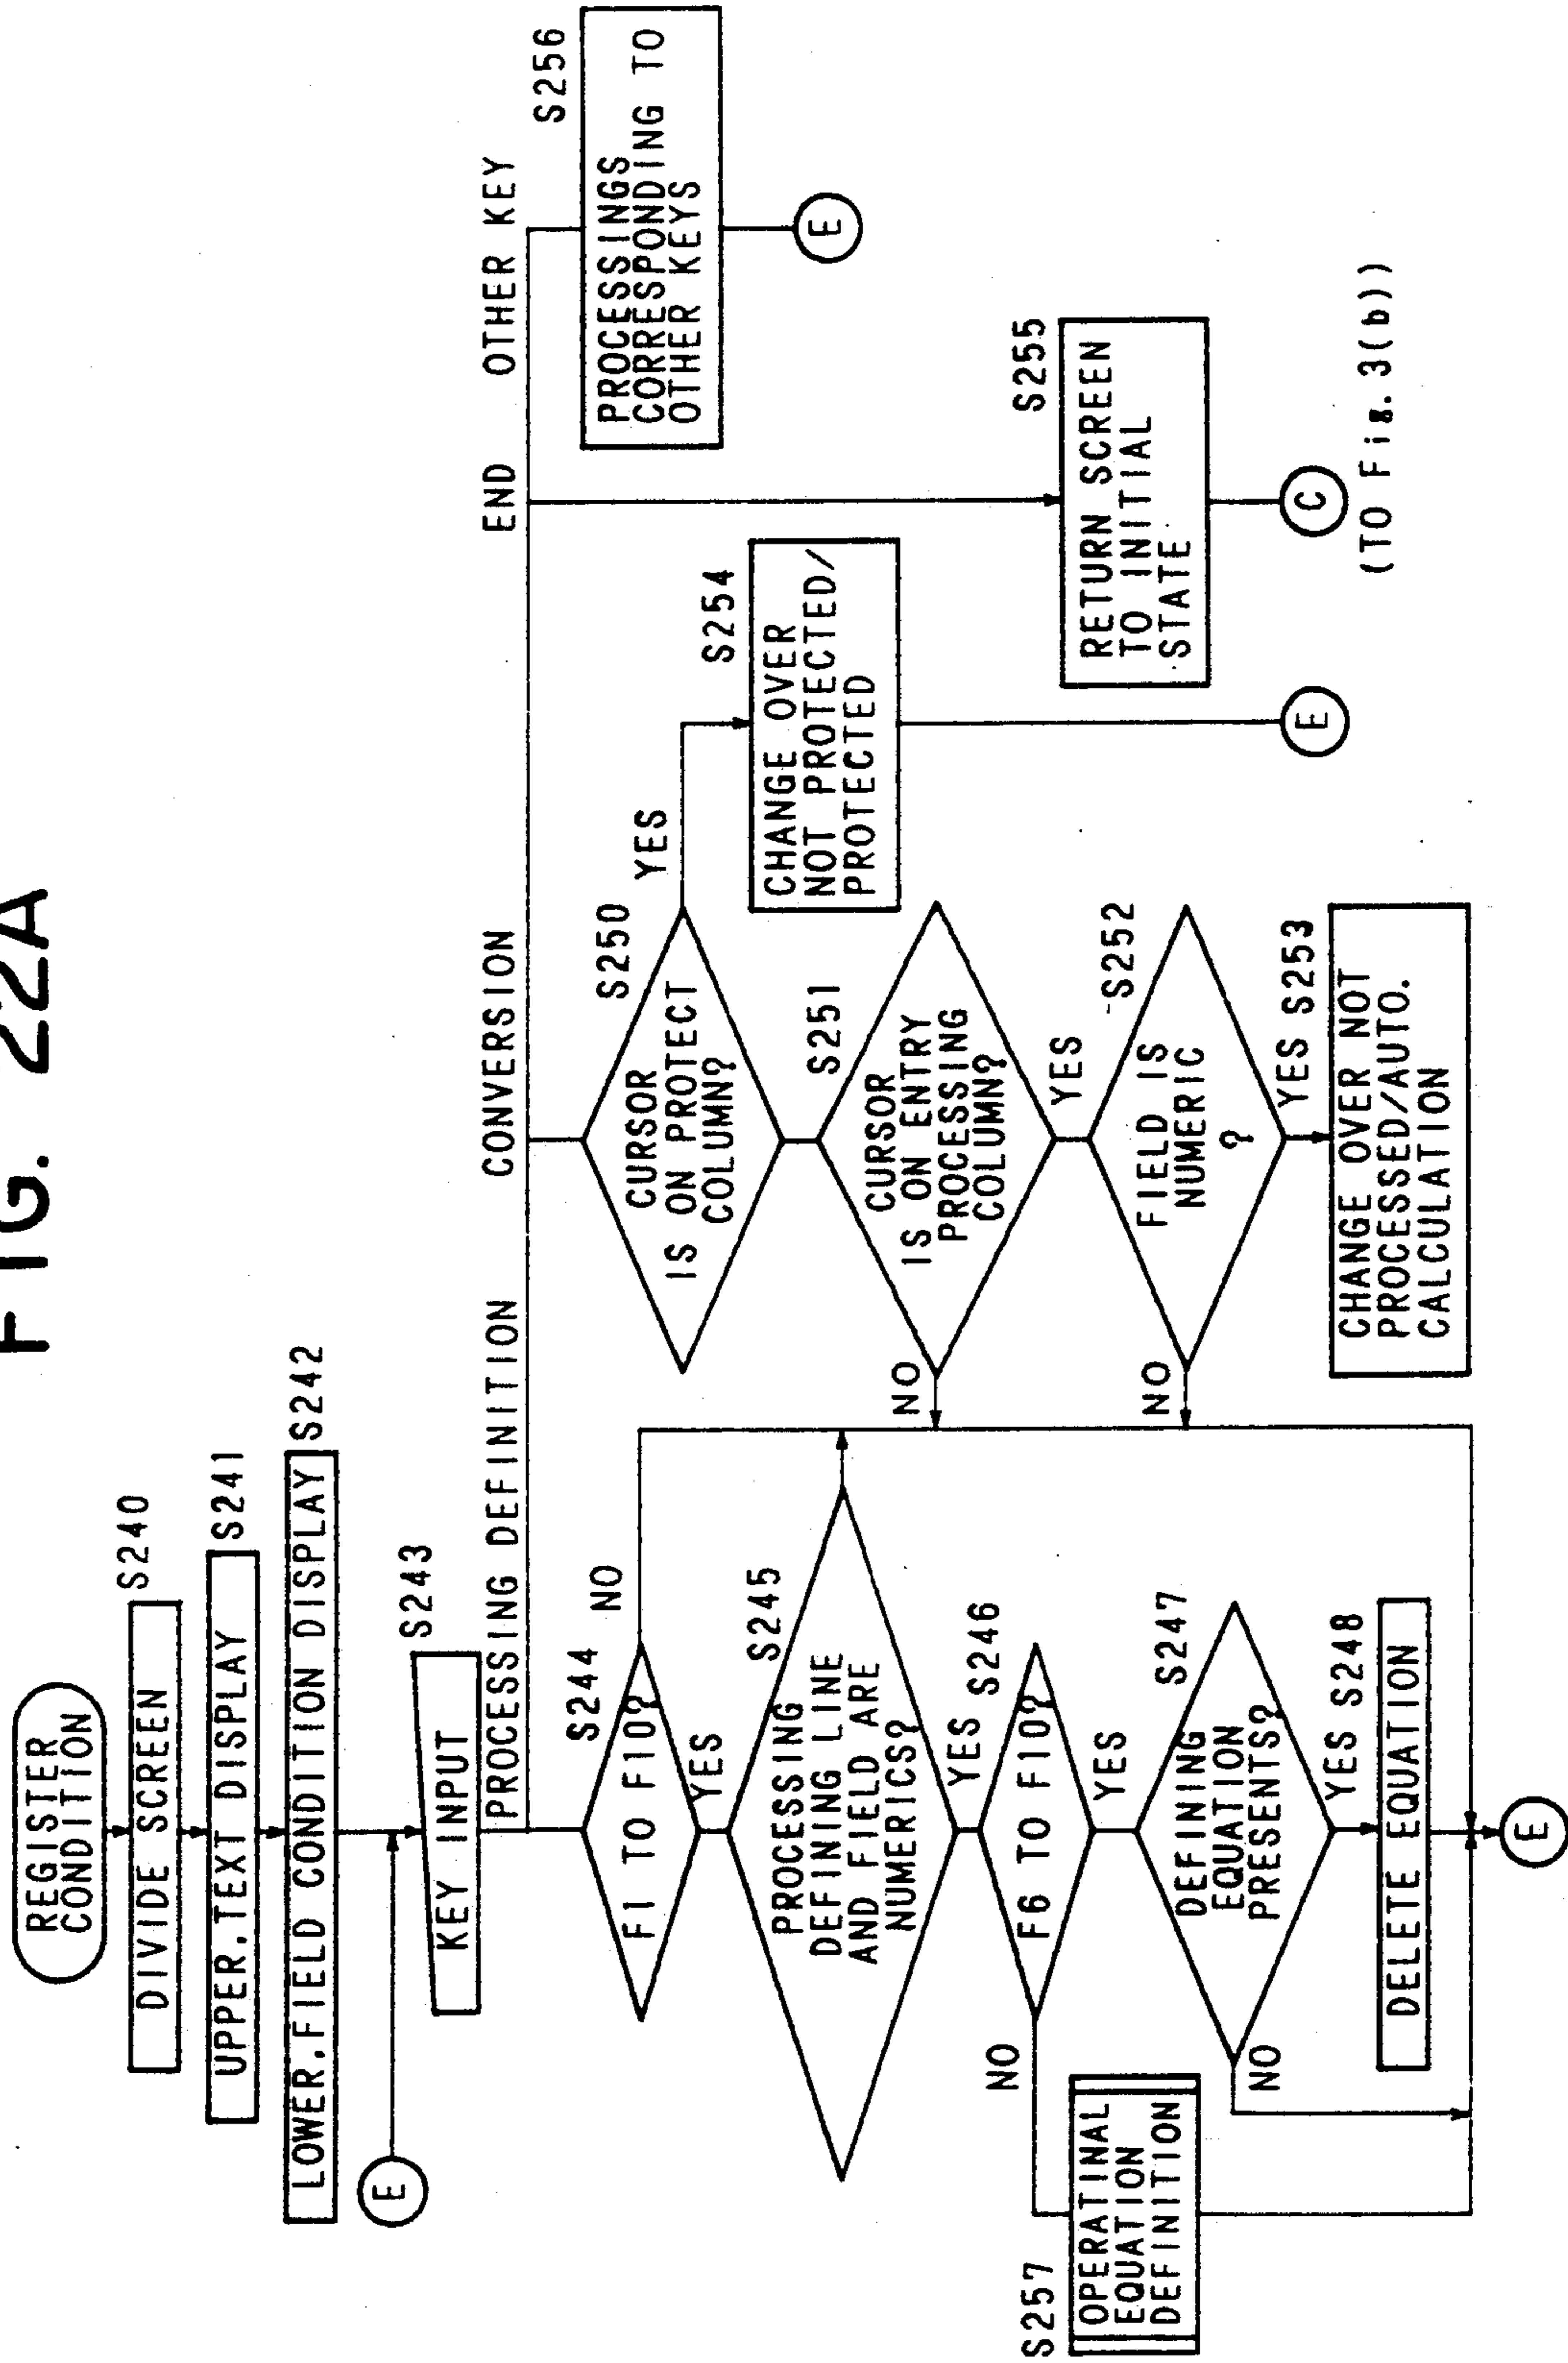 FIG. 22A
REGISTER
CONDITION
DIVIDE SCREEN
S240
UPPER.TEXT DISPLAY
S241
LOWER.FIELD CONDITION DISPLAY
S242
E
KEY INPUT
S243
PROCESSING DEFINITION
CONVERSION
END
OTHER KEY
F1 TO F10?
S244
NO
YES
PROCESSING
DEFINING LINE
AND FIELD ARE
NUMERICS?
S245
YES
F6 TO F10?
S246
NO
YES
S257
OPERATINAL
EQUATION
DEFINITION
DEFINING
EQUATION
PRESENTS?
S247
NO
YES
S248
DELETE EQUATION
E
CURSOR
IS ON PROTECT
COLUMN?
S250
YES
CURSOR
IS ON ENTRY
PROCESSING
COLUMN?
S251
NO
YES
FIELD IS
NUMERIC
?
S252
NO
YES
S253
CHANGE OVER NOT
PROCESSED/AUTO.
CALCULATION
S254
CHANGE OVER
NOT PROTECTED/
PROTECTED
E
S255
RETURN SCREEN
TO INITIAL
STATE
C
(TO Fig. 3(b))
S256
PROCESSINGS
CORRESPONDING TO
OTHER KEYS
E